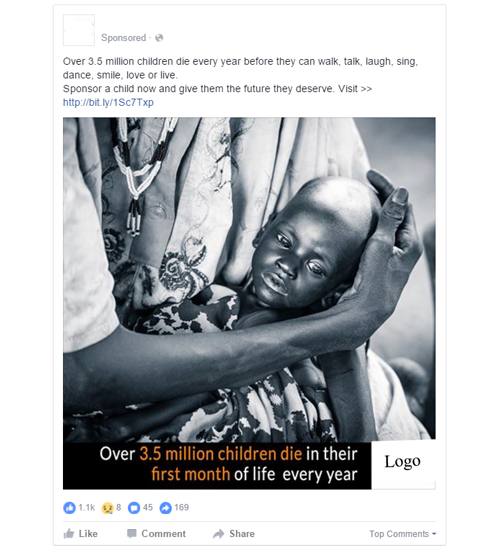 Sponsored ·
Over 3.5 million children die every year before they can walk, talk, laugh, sing,
dance, smile, love or live.
Sponsor a child now and give them the future they deserve. Visit >>
http://bit.ly/1Sc7Txp
Over 3.5 million children die in their
first month of life every year
Logo
1.1k 8 45 169
Like Comment Share Top Comments